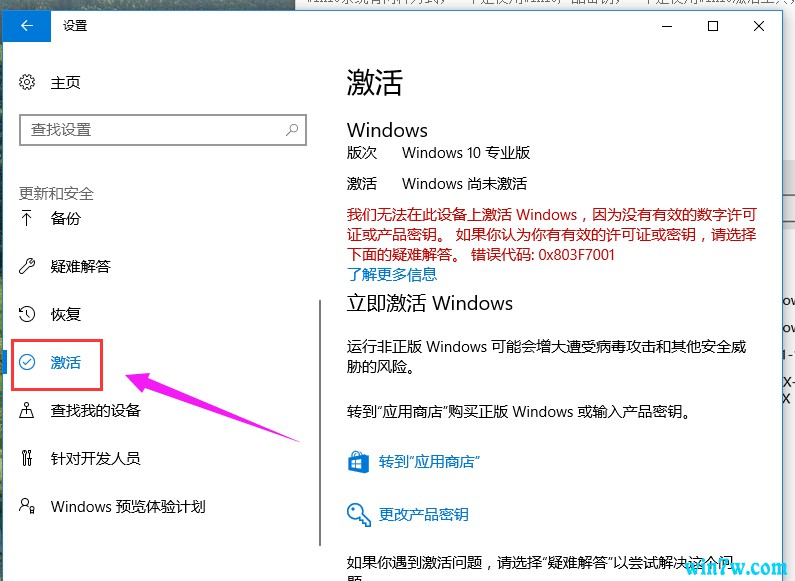 设置
主页
查找设置
更新和安全
备份
疑难解答
恢复
激活
查找我的设备
针对开发人员
Windows 预览体验计划
激活
Windows
版次 Windows 10 专业版
激活 Windows 尚未激活
我们无法在此设备上激活 Windows，因为没有有效的数字许可
证或产品密钥。 如果你认为你有有效的许可证或密钥，请选择
下面的疑难解答。 错误代码: 0x803F7001
了解更多信息
立即激活 Windows
运行非正版 Windows 可能会增大遭受病毒攻击和其他安全威
胁的风险。
转到“应用商店”购买正版 Windows 或输入产品密钥。
转到“应用商店”
更改产品密钥
如果你遇到激活问题，请选择“疑难解答”以尝试解决这个问
win7w.com